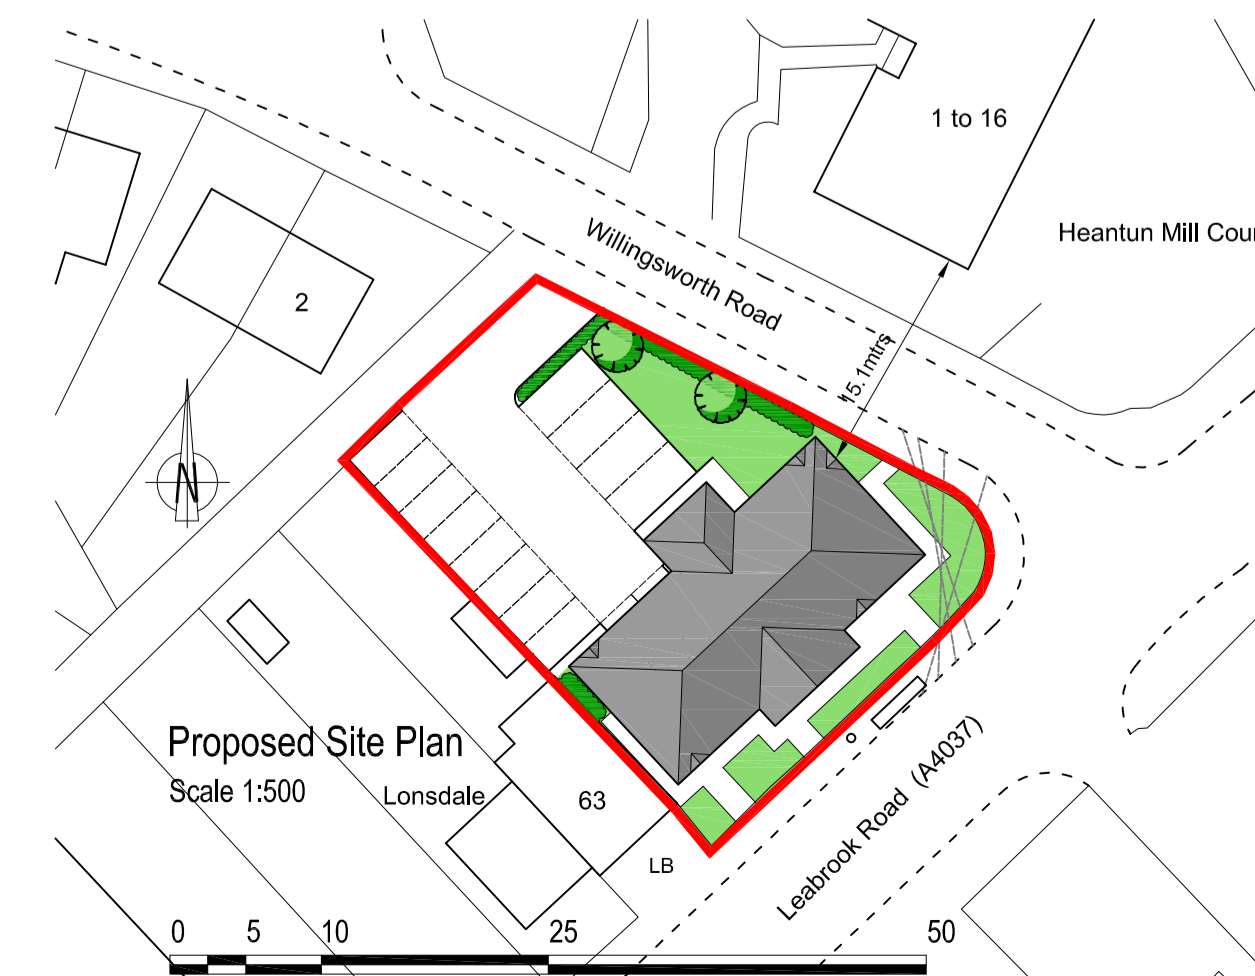 1 to 16
Heantun Mill Cour
Willingsworth Road
2
15.1mtrs
N
Proposed Site Plan
Scale 1:500
Lonsdale
63
LB
Leabrook Road (A4037)
0 5 10 25 50